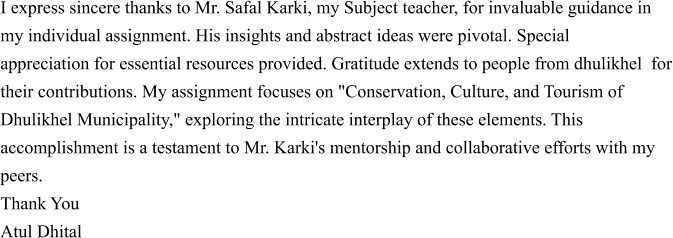 I express sincere thanks to Mr. Safal Karki, my Subject teacher, for invaluable guidance in
my individual assignment. His insights and abstract ideas were pivotal. Special
appreciation for essential resources provided. Gratitude extends to people from dhulikhel  for
their contributions. My assignment focuses on "Conservation, Culture, and Tourism of
Dhulikhel Municipality," exploring the intricate interplay of these elements. This
accomplishment is a testament to Mr. Karki's mentorship and collaborative efforts with my
peers.
Thank You
Atul Dhital